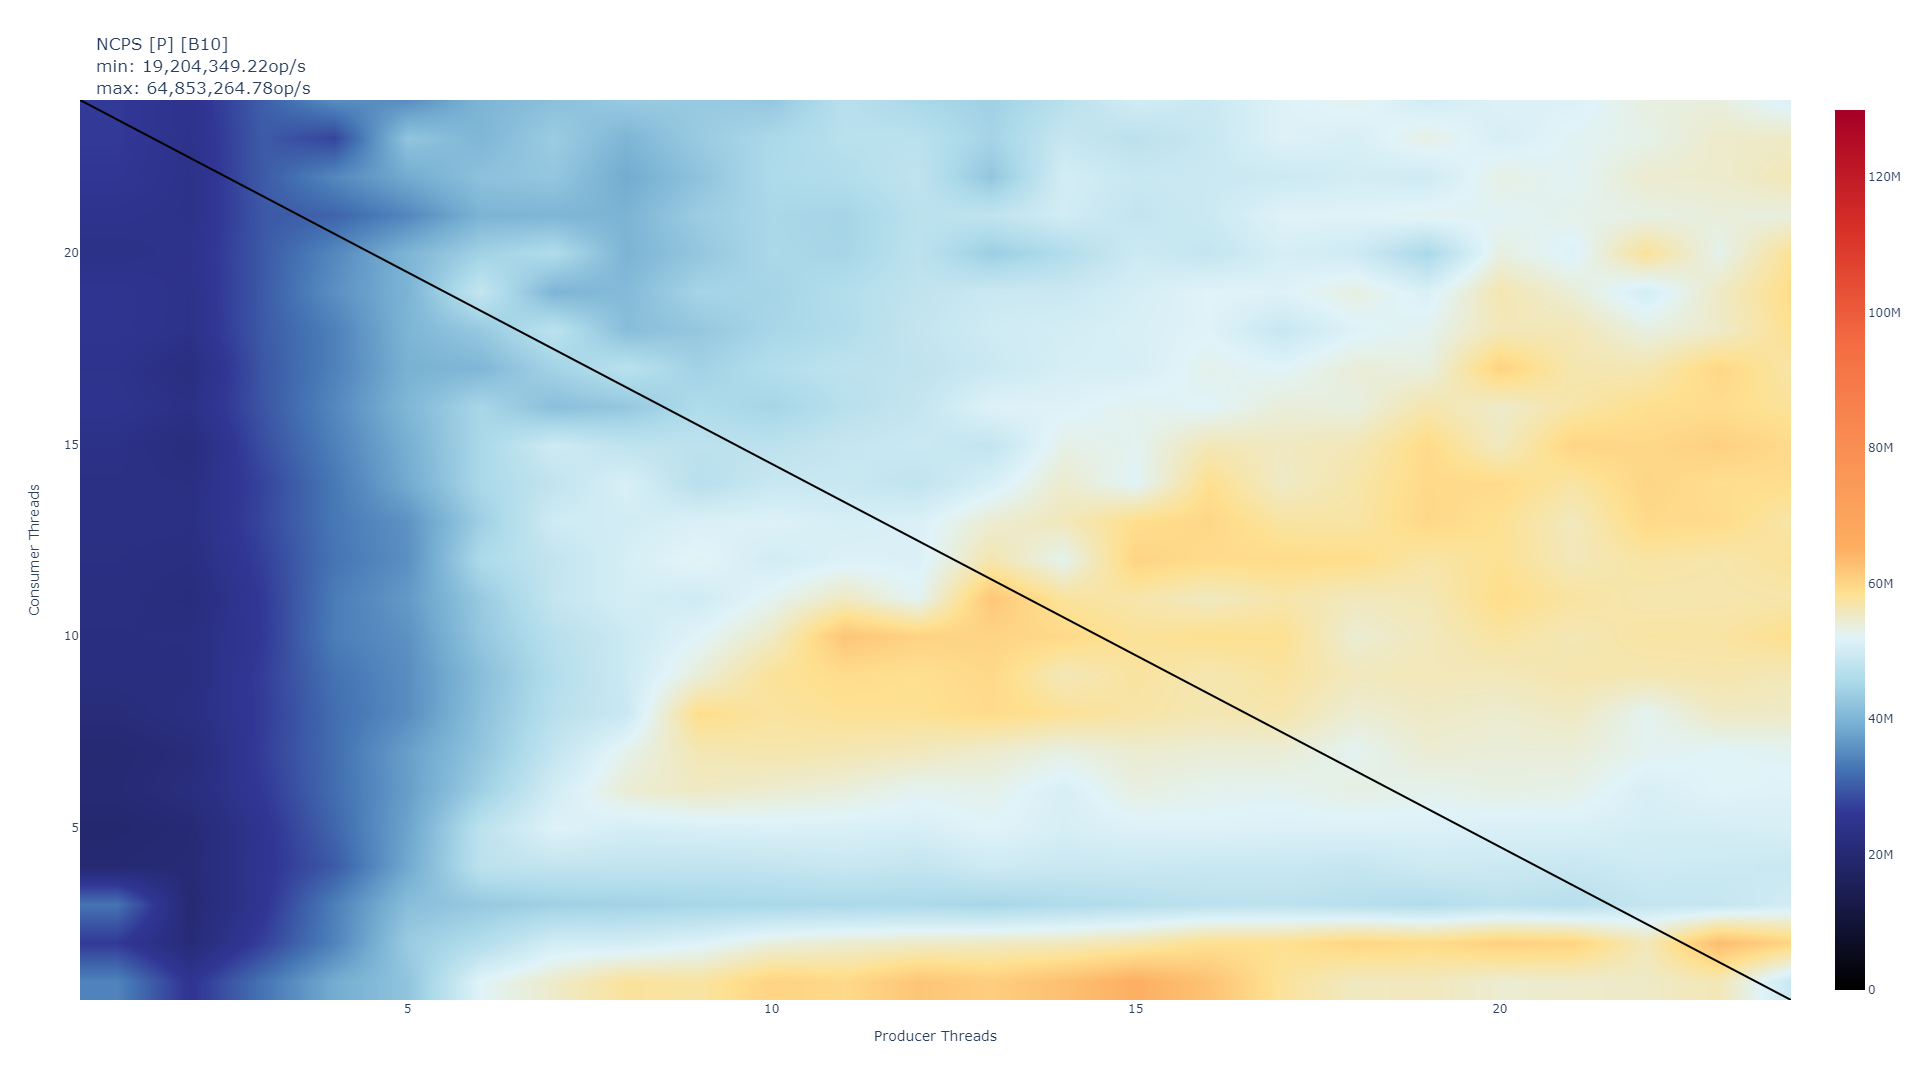 NCPS [P] [B10]
min: 19,204,349.22op/s
max: 64,853,264.78op/s
Consumer Threads
20
15
10
5
5
10
15
20
Producer Threads
120M
100M
80M
60M
40M
20M
0